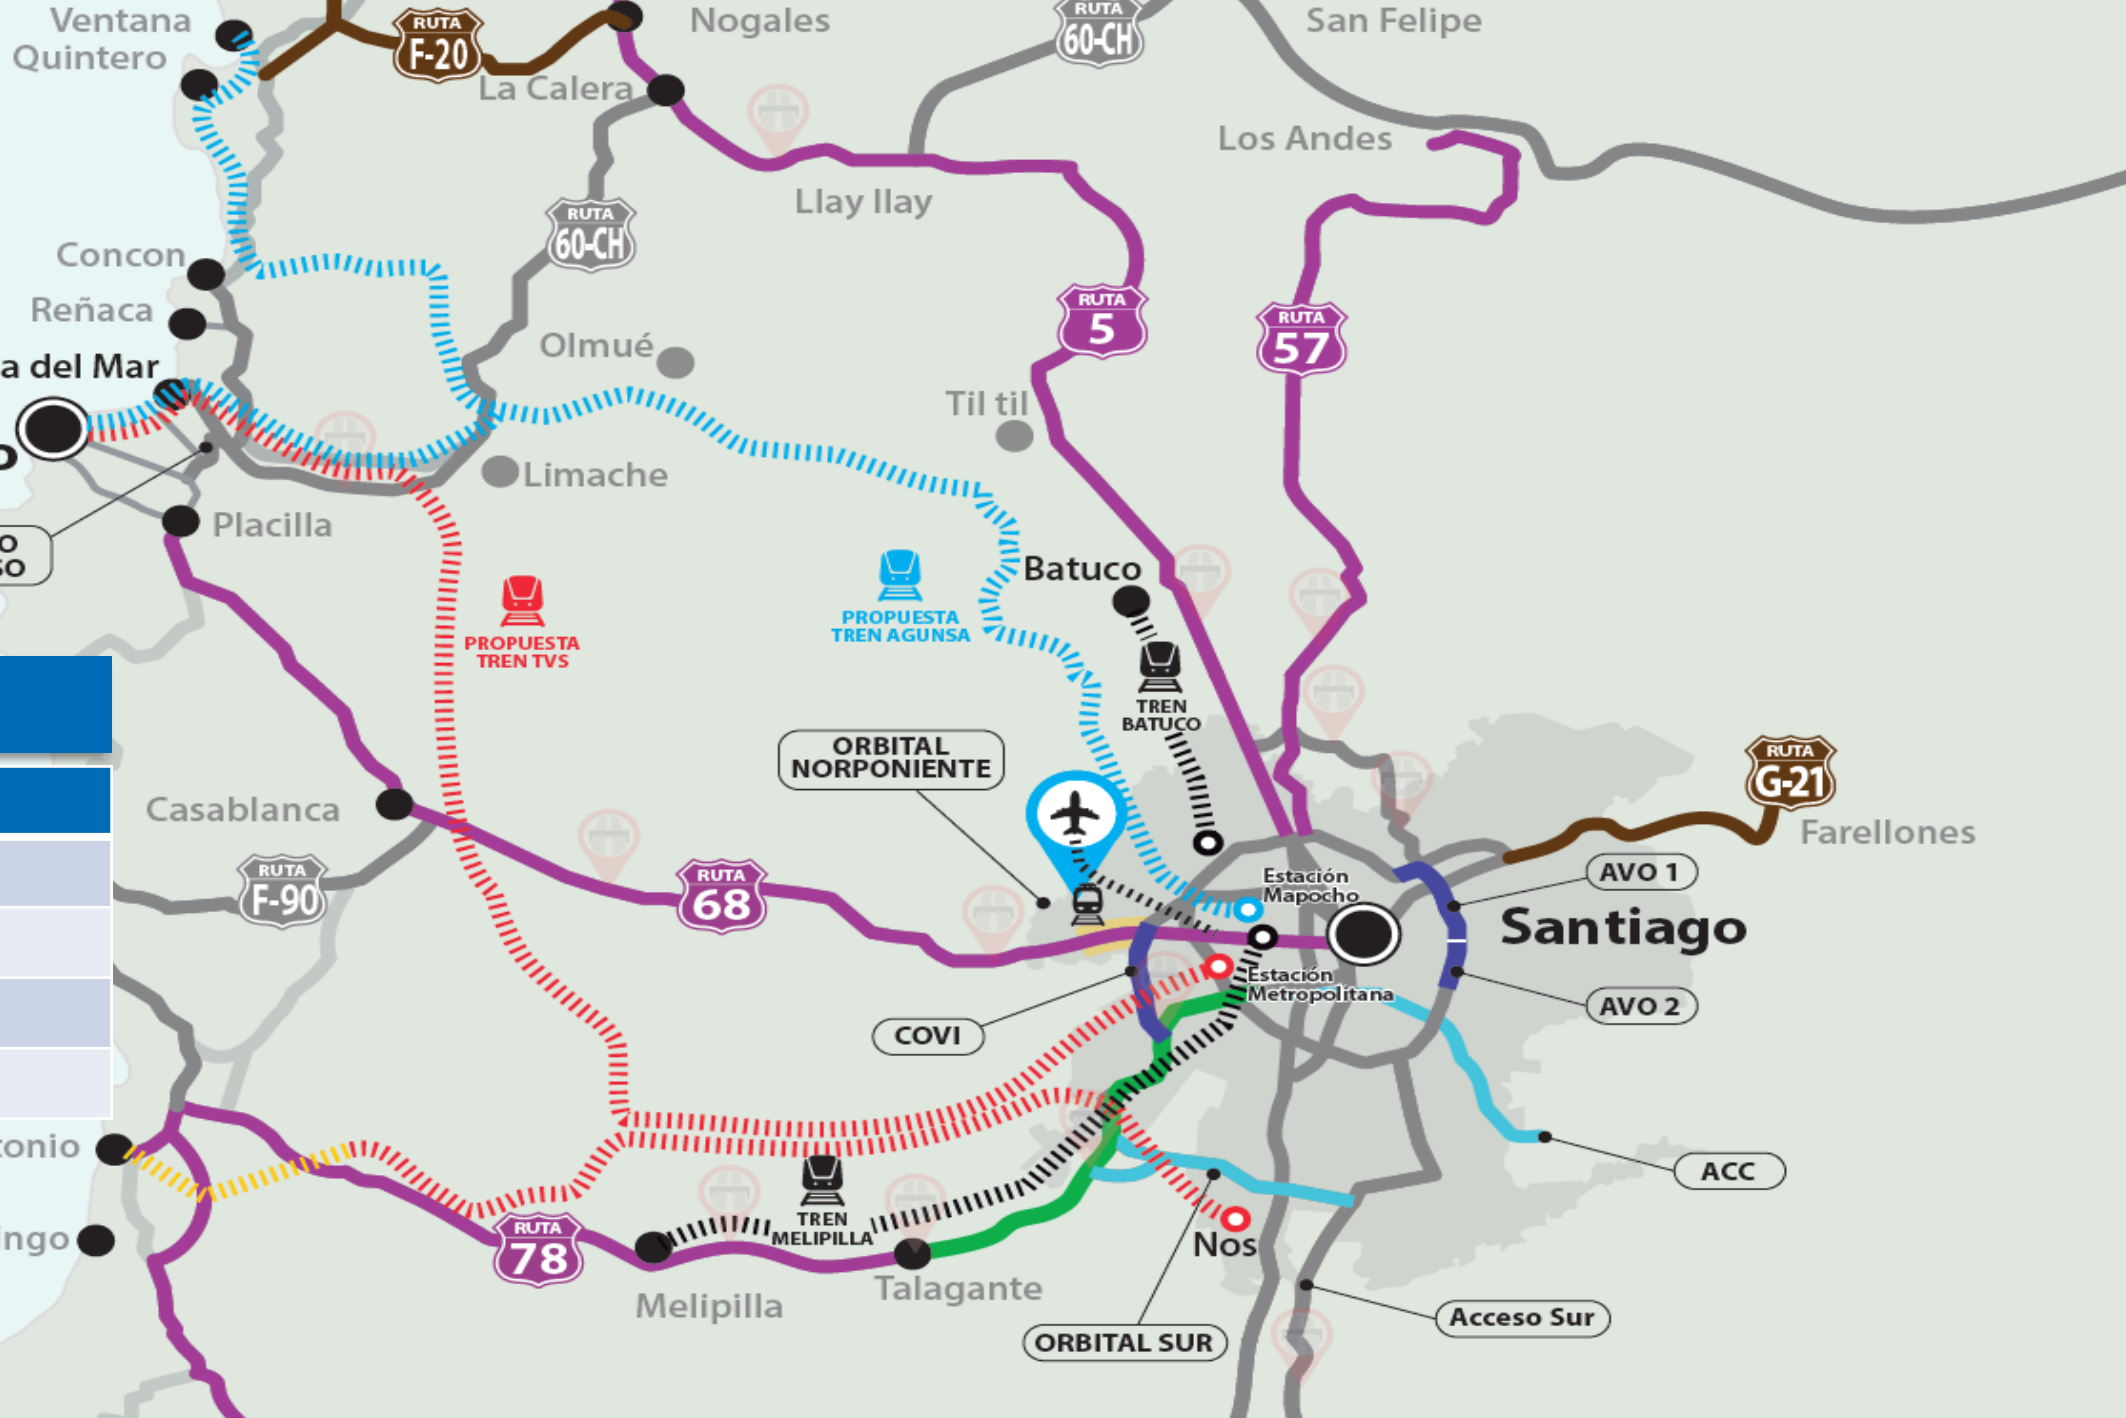 Ventana
Quintero
RUTA
F-20
Nogales
RUTA
60-CH
San Felipe
La Calera
Los Andes
Llay llay
RUTA
60-CH
Concon
Reñaca
a del Mar
Olmué
RUTA
5
RUTA
57
Til til
Limache
Placilla
O
SO
Batuco
PROPUESTA
TREN TVS
PROPUESTA
TREN AGUNSA
TREN
BATUCO
ORBITAL
NORPONIENTE
RUTA
G-21
Farellones
Casablanca
RUTA
F-90
RUTA
68
Estación
Mapocho
AVO 1
Santiago
Estación
Metropolitana
AVO 2
COVI
tonio
ACC
ingo
TREN
MELIPILLA
RUTA
78
Nos
Talagante
Melipilla
ORBITAL SUR
Acceso Sur